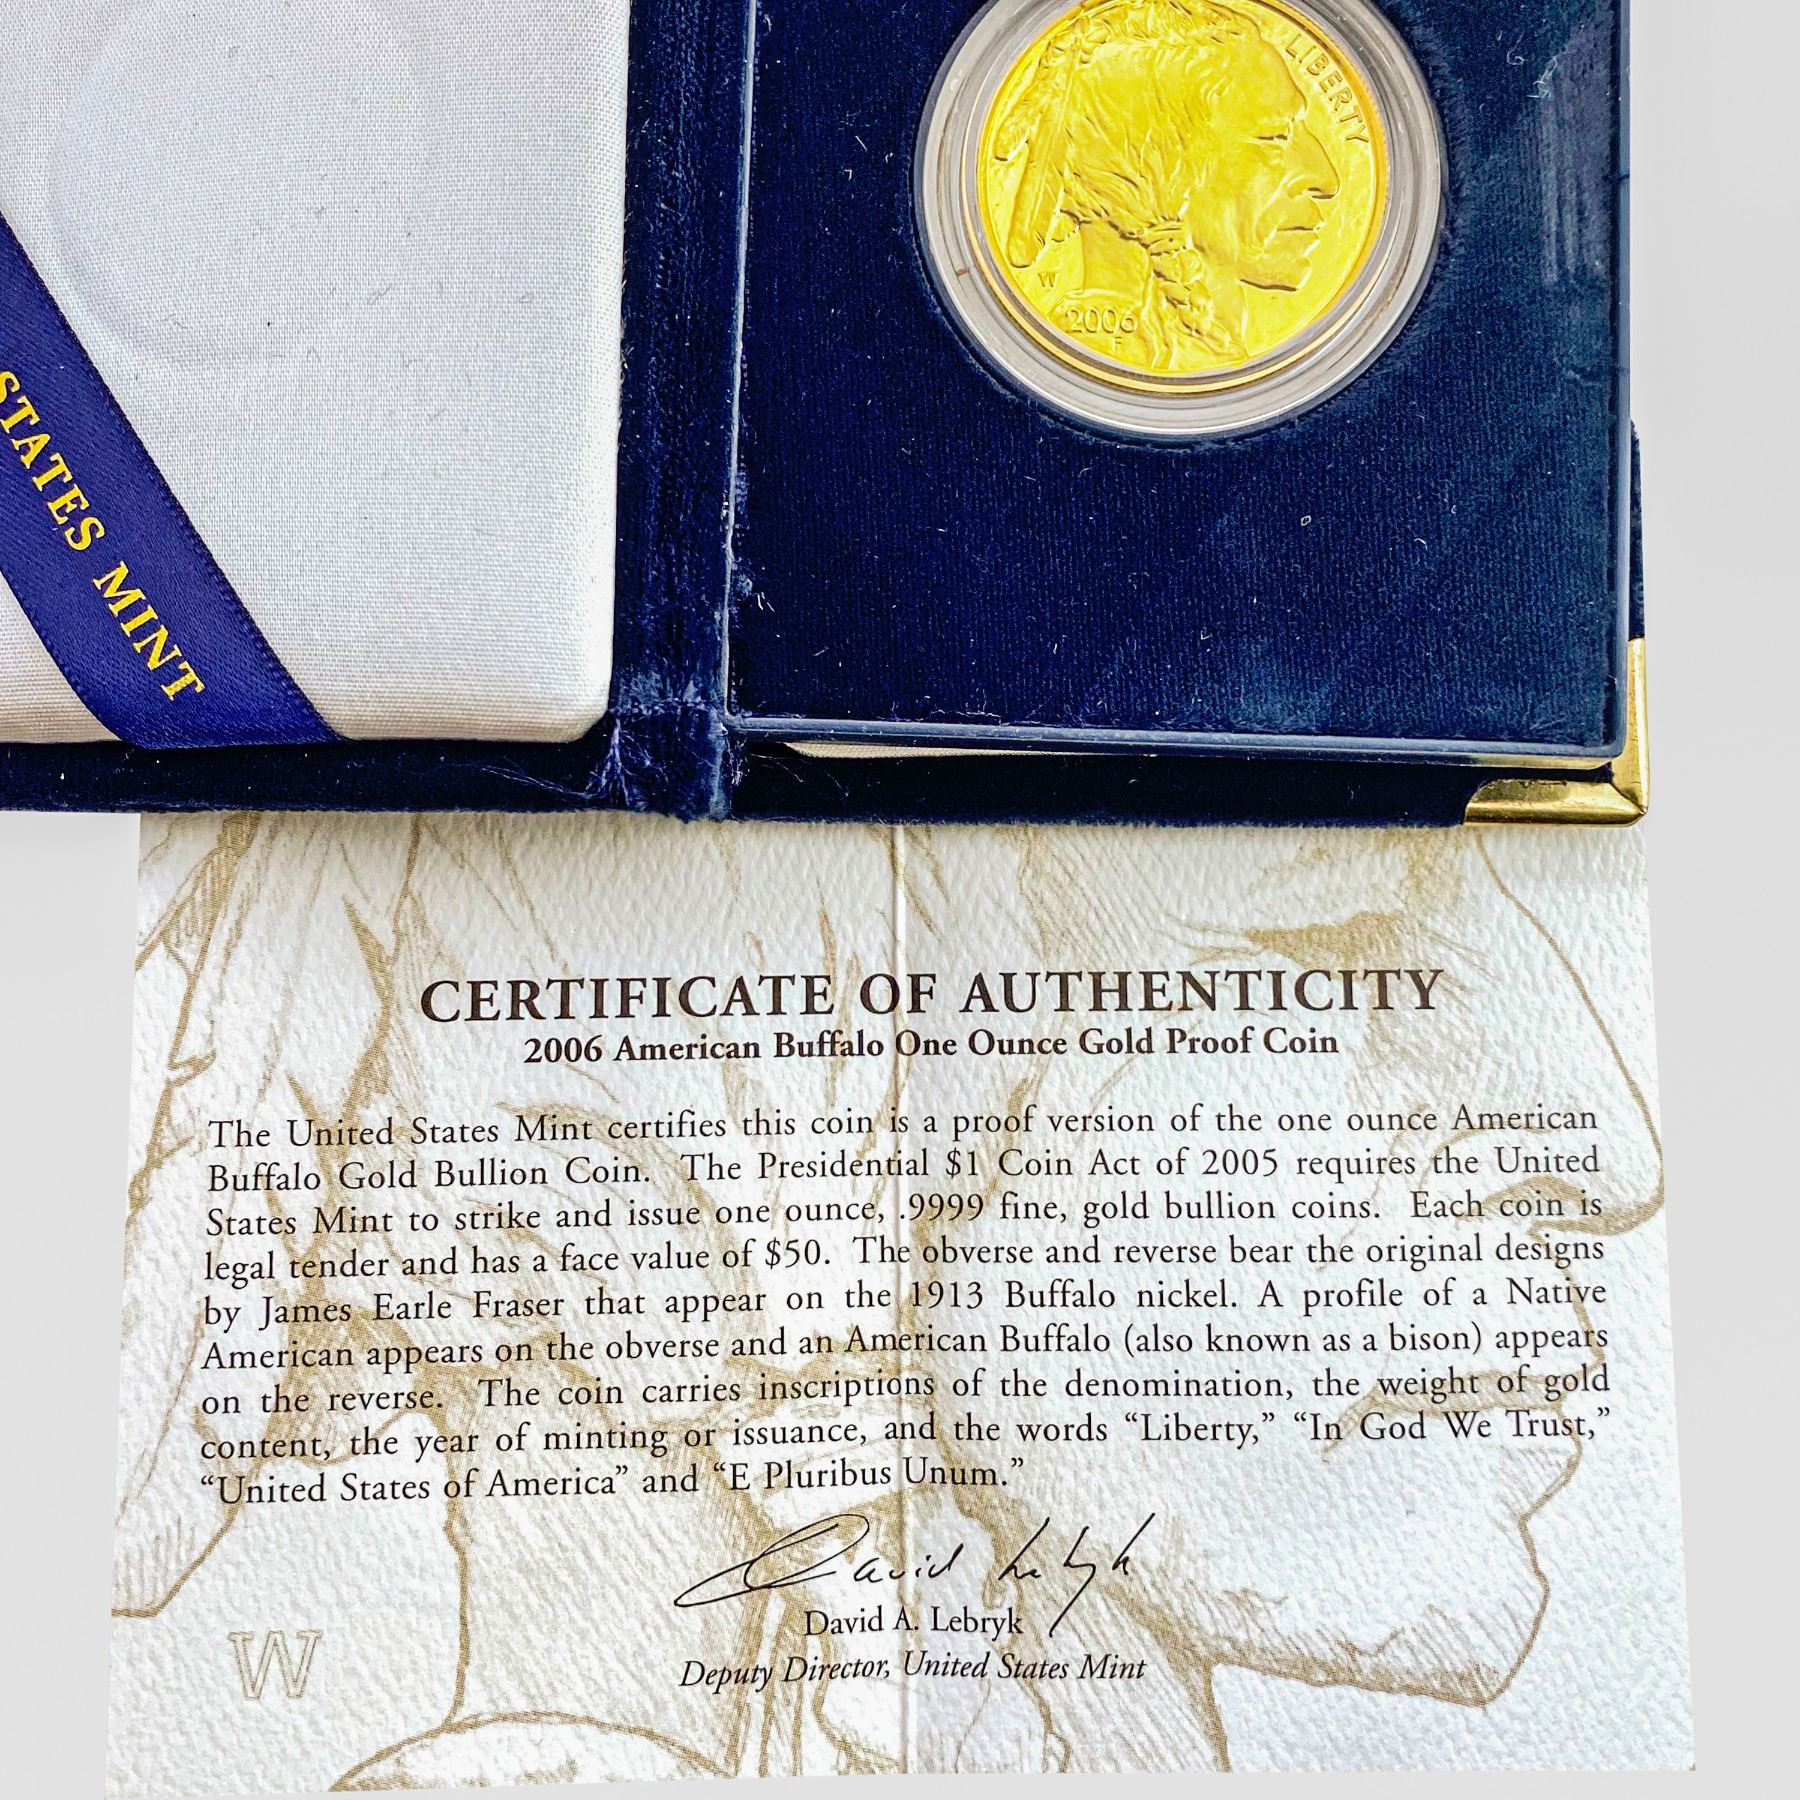 LIBERTY
W
2006
F
STATES MINT
CERTIFICATE OF AUTHENTICITY
2006 American Buffalo One Ounce Gold Proof Coin
The United States Mint certifies this coin is a proof version of the one ounce American
Buffalo Gold Bullion Coin. The Presidential $1 Coin Act of 2005 requires the United
States Mint to strike and issue one ounce, .9999 fine, gold bullion coins. Each coin is
legal tender and has a face value of $50. The obverse and reverse bear the original designs
by James Earle Fraser that appear on the 1913 Buffalo nickel. A profile of a Native
American appears on the obverse and an American Buffalo (also known as a bison) appears
on the reverse. The coin carries inscriptions of the denomination, the weight of gold
content, the year of minting or issuance, and the words “Liberty,” “In God We Trust,”
“United States of America” and “E Pluribus Unum.”
David Lebryk
David A. Lebryk
Deputy Director, United States Mint
W